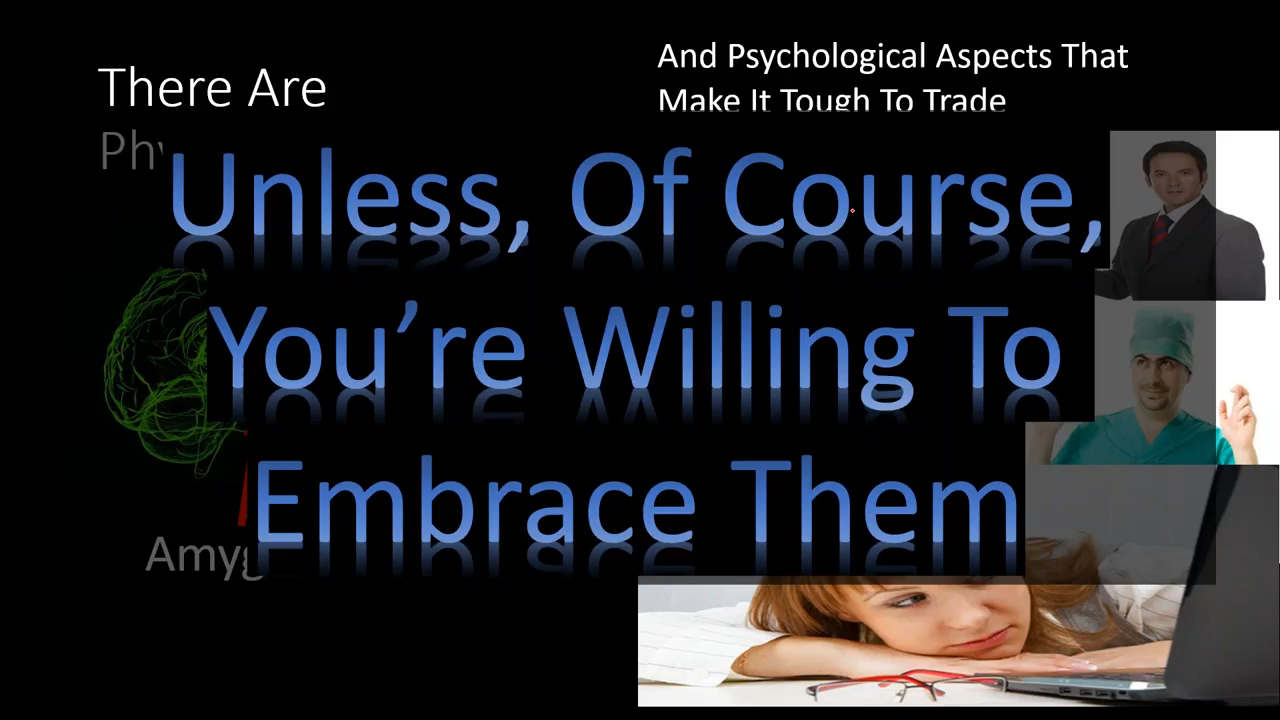 There Are
And Psychological Aspects That
Make It Tough To Trade
Unless, Of Course,
You’re Willing To
Embrace Them